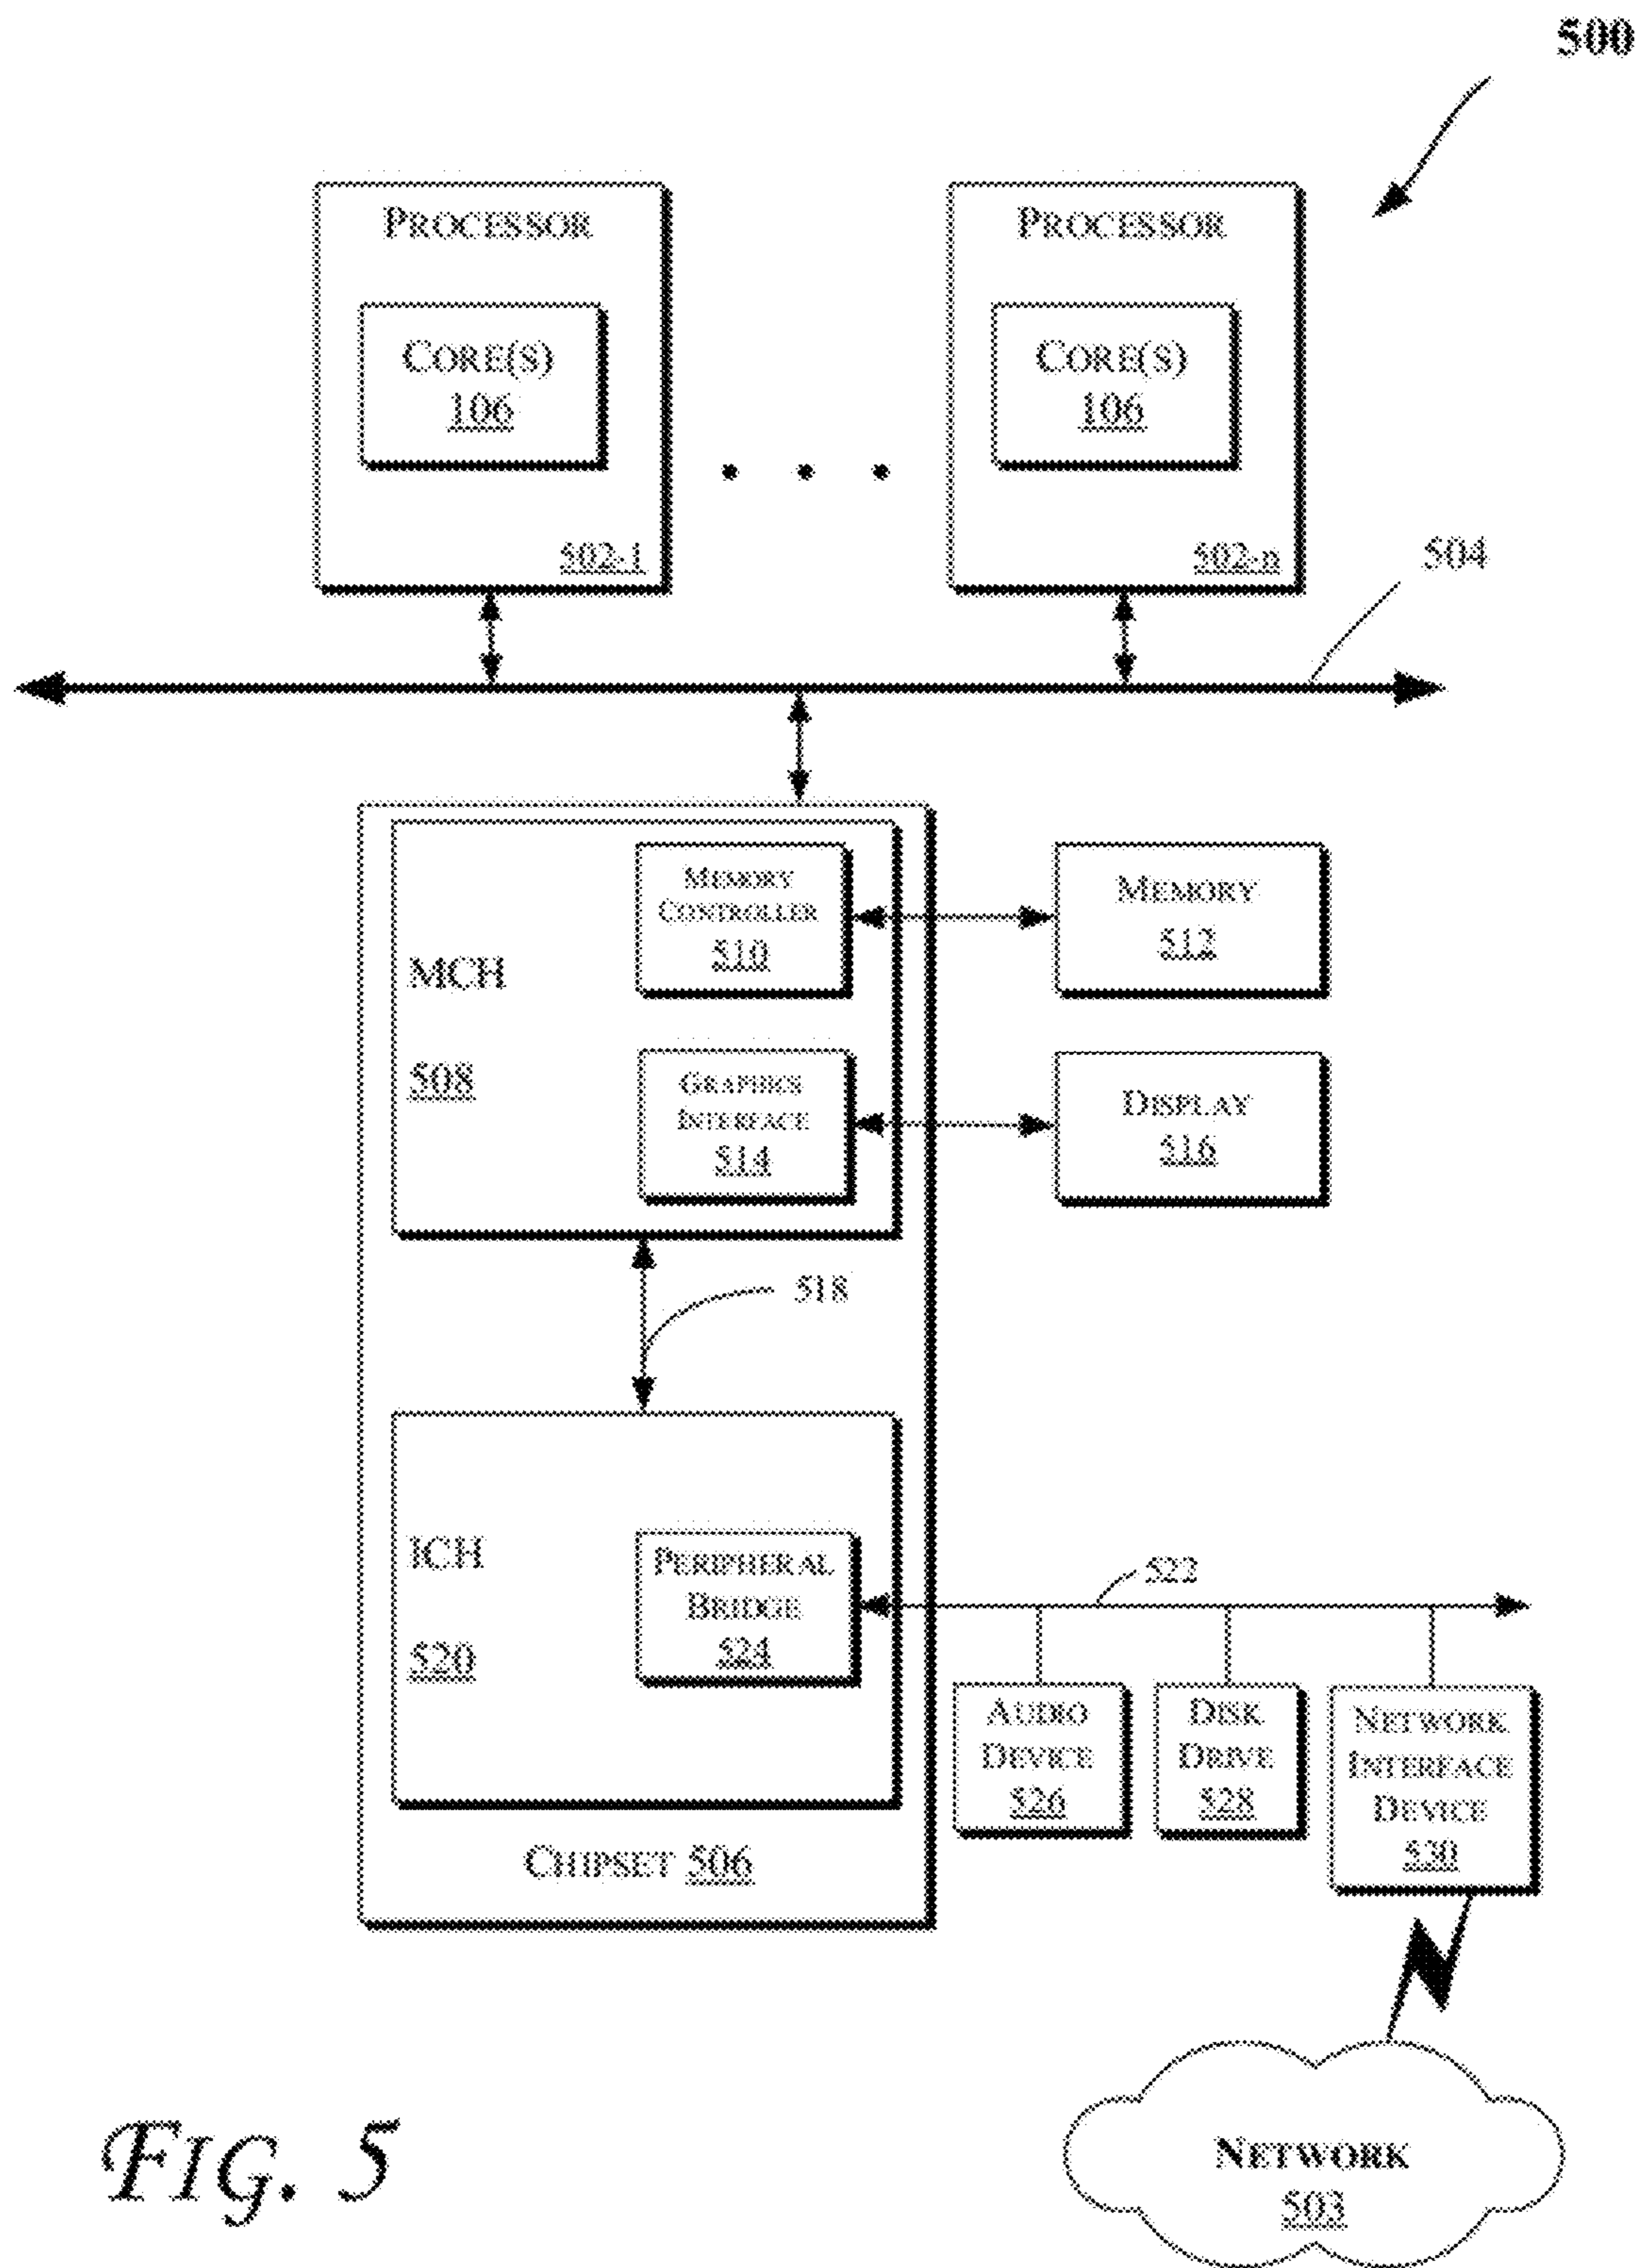 500
PROCESSOR
CORE(S)
106
502-1
PROCESSOR
CORE(S)
106
502-n
504
MCH
508
MEMORY
CONTROLLER
510
MEMORY
512
GRAPHICS
INTERFACE
514
DISPLAY
516
518
ICH
520
PERIPHERAL
BRIDGE
524
522
AUDIO
DEVICE
526
DISK
DRIVE
528
NETWORK
INTERFACE
DEVICE
530
CHIPSET 506
NETWORK
503
FIG. 5